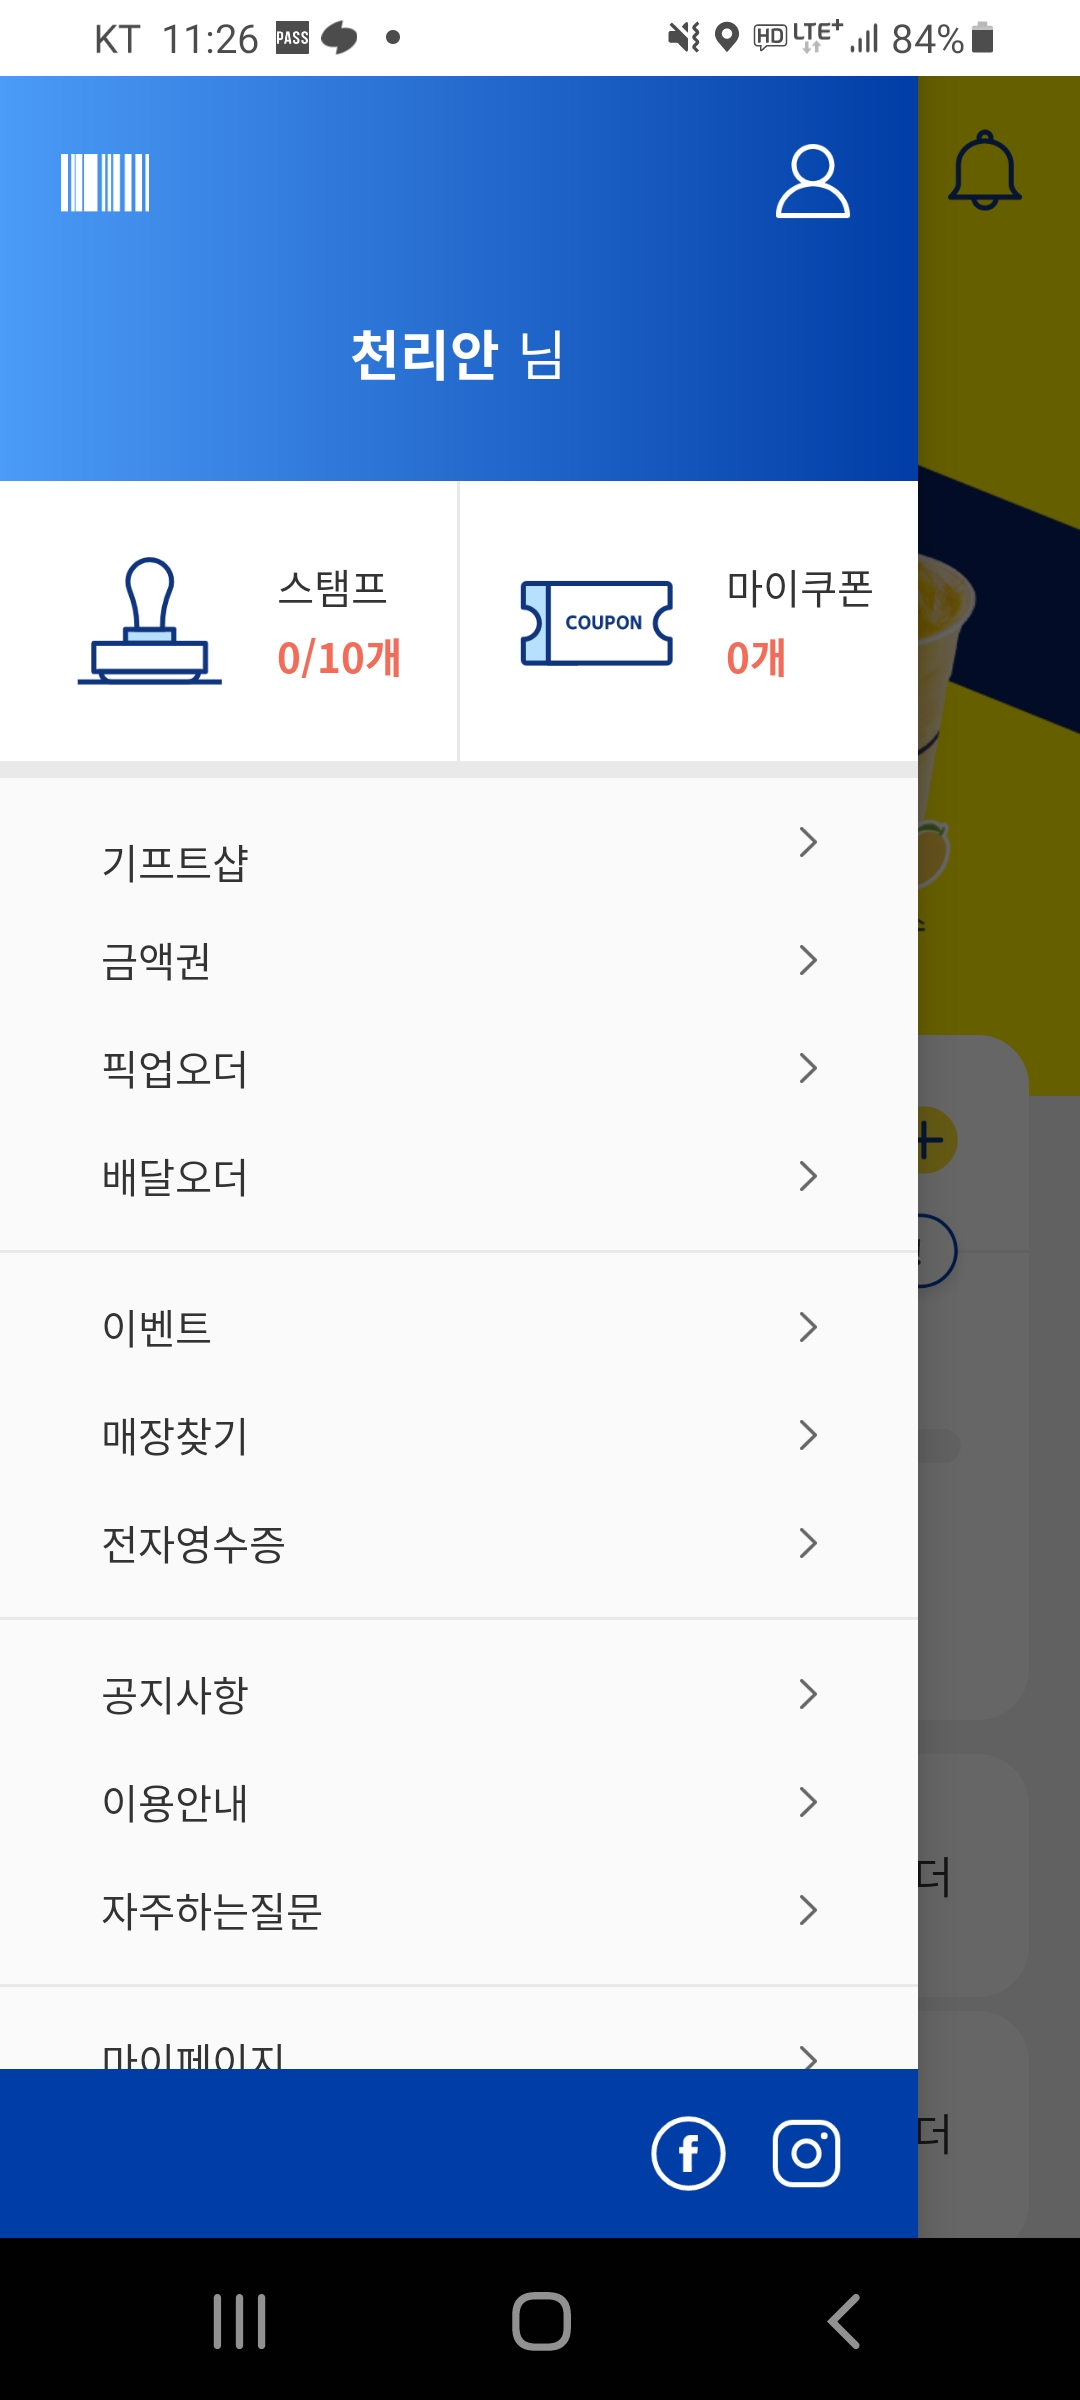 KT 11:26 PASS HD LTE+ 84%
천리안 님
스탬프
0/10개
COUPON
마이쿠폰
0개
기프트샵
금액권
픽업오더
배달오더
이벤트
매장찾기
전자영수증
공지사항
이용안내
자주하는질문
더
마이페이지
더